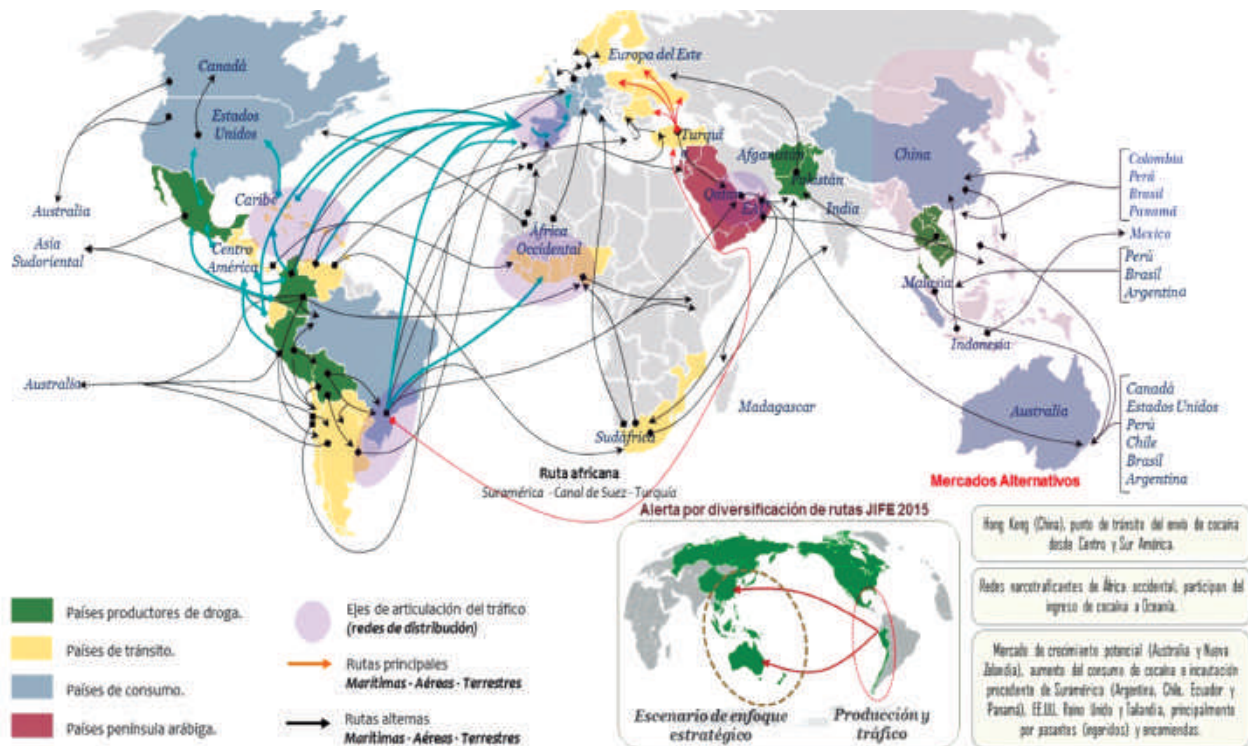 Canadá
Estados
Unidos
Australia
Asia
Sudoriental
Australia
Caribe
Centro
América
Europa del Este
Turquí
Afganistán
Pakistán
Qatar
India
China
África
Occidental
Malasia
Indonesia
Australia
Madagascar
Sudáfrica
Colombia
Perú
Brasil
Panamá
Mexico
Perú
Brasil
Argentina
Canadá
Estados Unidos
Perú
Chile
Brasil
Argentina
Ruta africana
Suramérica - Canal de Suez - Turquía
Mercados Alternativos
Alerta por diversificación de rutas JIFE 2015
Escenario de enfoque
estratégico
Producción y
tráfico
Hong Kong (China), punto de tránsito del envío de cocaína
desde Centro y Sur América.
Redes narcotraficantes de África occidental, participan del
ingreso de cocaína a Oceanía.
Mercado de crecimiento potencial (Australia y Nueva
Zelandia), aumento del consumo de cocaína e incautación
procedente de Suramérica (Argentina, Chile, Ecuador y
Panamá), EE.UU, Reino Unido y Tailandia, principalmente
por pasantes (ingeridos) y encomiendas.
Países productores de droga.
Países de tránsito.
Países de consumo.
Países península arábiga.
Ejes de articulación del tráfico
(redes de distribución)
Rutas principales
Marítimas - Aéreas - Terrestres
Rutas alternas
Marítimas - Aéreas - Terrestres